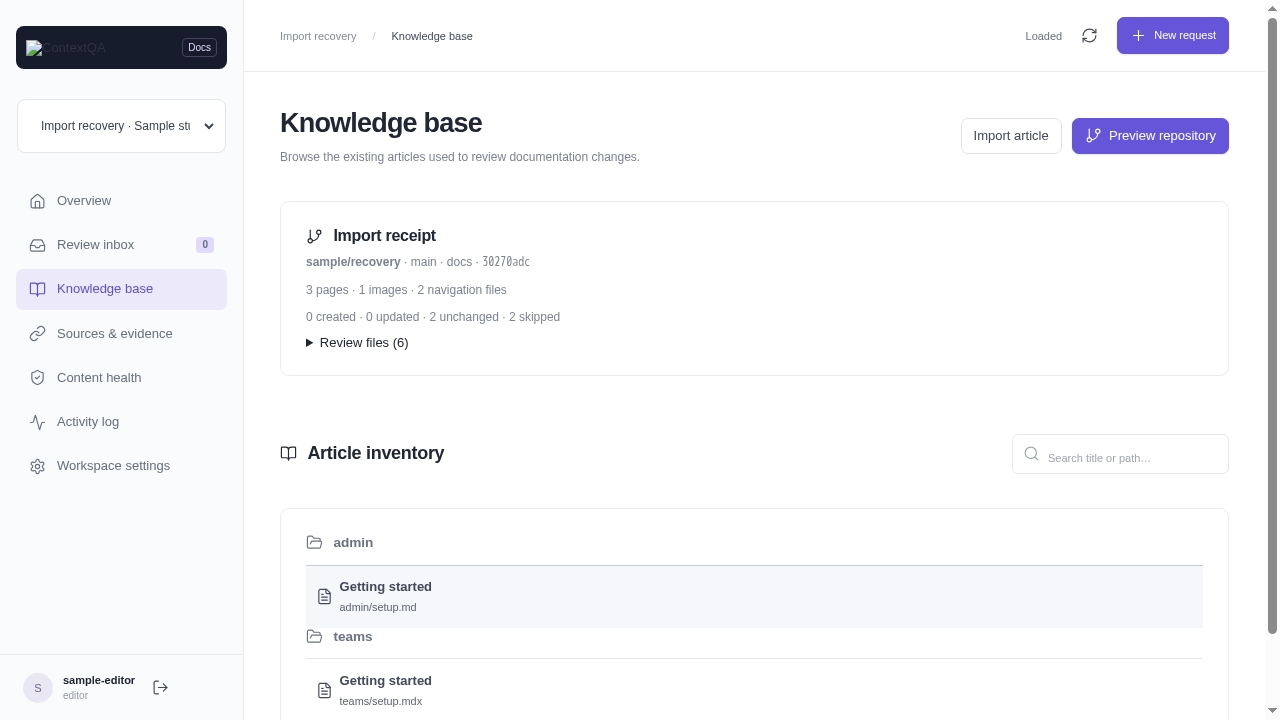 ContextQA
Docs
Import recovery / Knowledge base
Loaded
New request
Import recovery · Sample stu
Overview
Review inbox 0
Knowledge base
Sources & evidence
Content health
Activity log
Workspace settings
S
sample-editor
editor
Knowledge base
Browse the existing articles used to review documentation changes.
Import article
Preview repository
Import receipt
sample/recovery · main · docs · 30270adc
3 pages · 1 images · 2 navigation files
0 created · 0 updated · 2 unchanged · 2 skipped
Review files (6)
Article inventory
Search title or path…
admin
Getting started
admin/setup.md
teams
Getting started
teams/setup.mdx